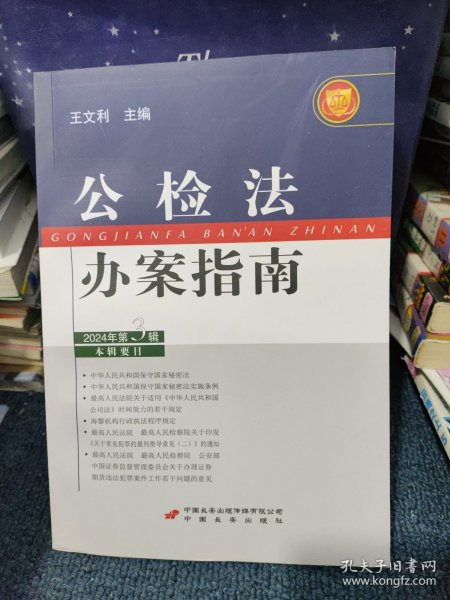 王文利 主编
公检法
GONGJIANFA BAN'AN ZHINAN
办案指南
2024年第3辑
本辑要目
• 中华人民共和国保守国家秘密法
• 中华人民共和国保守国家秘密法实施条例
• 最高人民法院关于适用《中华人民共和国
公司法》时间效力的若干规定
• 海警机构行政执法程序规定
• 最高人民法院 最高人民检察院关于印发
《关于常见犯罪的量刑指导意见（二）》的通知
• 最高人民法院 最高人民检察院 公安部
中国证券监督管理委员会关于办理证券
期货违法犯罪案件工作若干问题的意见
中國長安出版傳媒有限公司
中國長安出版社
孔夫子旧书网
www.kongfz.com